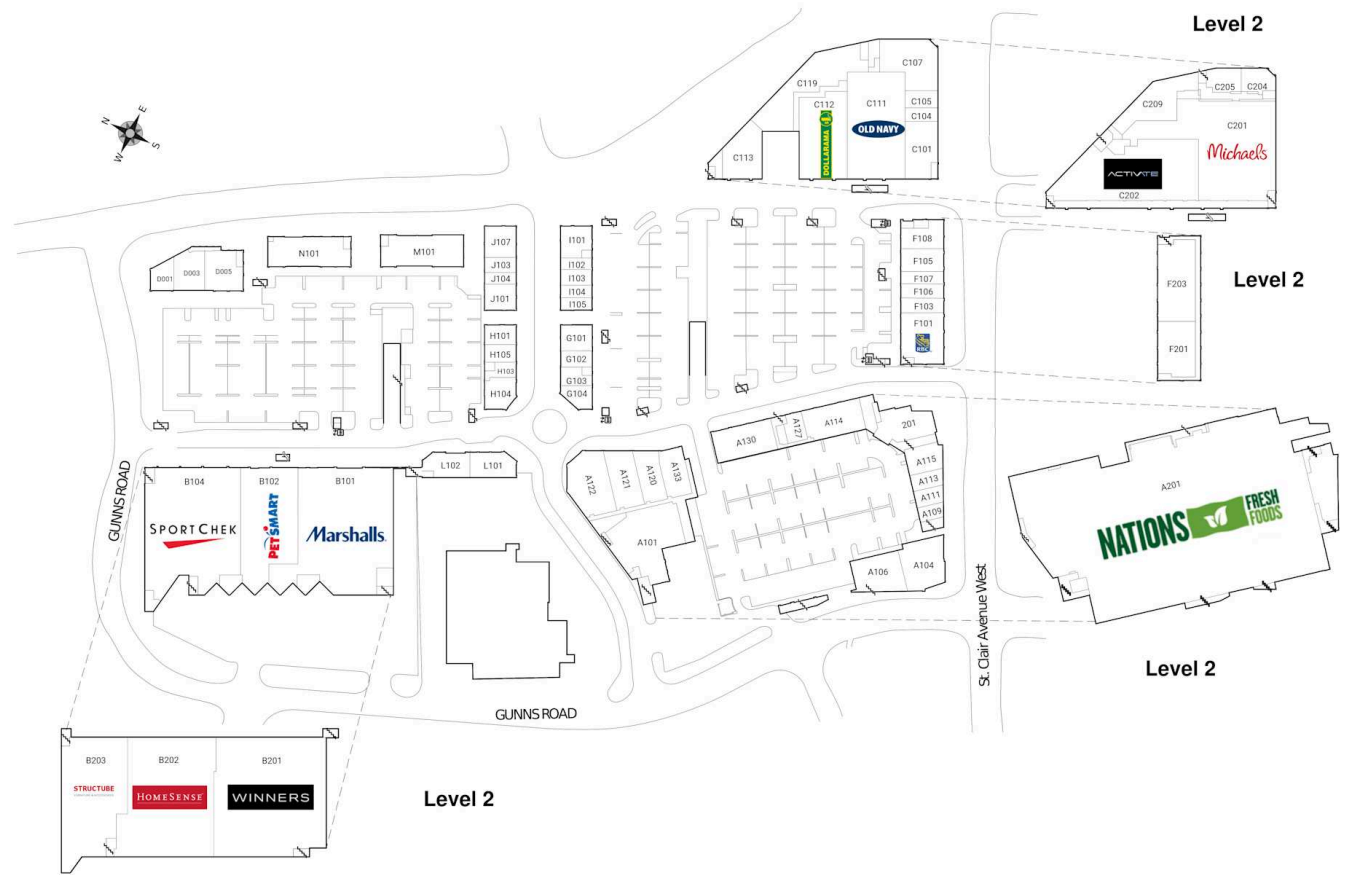 Level 2
C107
C119
C112
C111
C105
C104
C101
C113
DOLLARAMA
OLD NAVY
C205
C204
C209
C201
Michaels
ACTIVATE
C202
N
E
W
S
D001
D003
D005
N101
M101
J107
J103
J104
J101
I101
I102
I103
I104
I105
H101
H105
H103
H104
G101
G102
G103
G104
F108
F105
F107
F106
F103
F101
RBC
F203
F201
Level 2
A130
A127
A114
201
A115
A113
A111
A109
A122
A121
A120
A133
A101
A106
A104
A201
NATIONS
FRESH
FOODS
Level 2
St. Clair Avenue West
GUNNS ROAD
L102
L101
B104
B102
B101
SPORTCHEK
PETSMART
Marshalls
GUNNS ROAD
B203
B202
B201
STRUCTUBE
HOMESENSE
WINNERS
Level 2